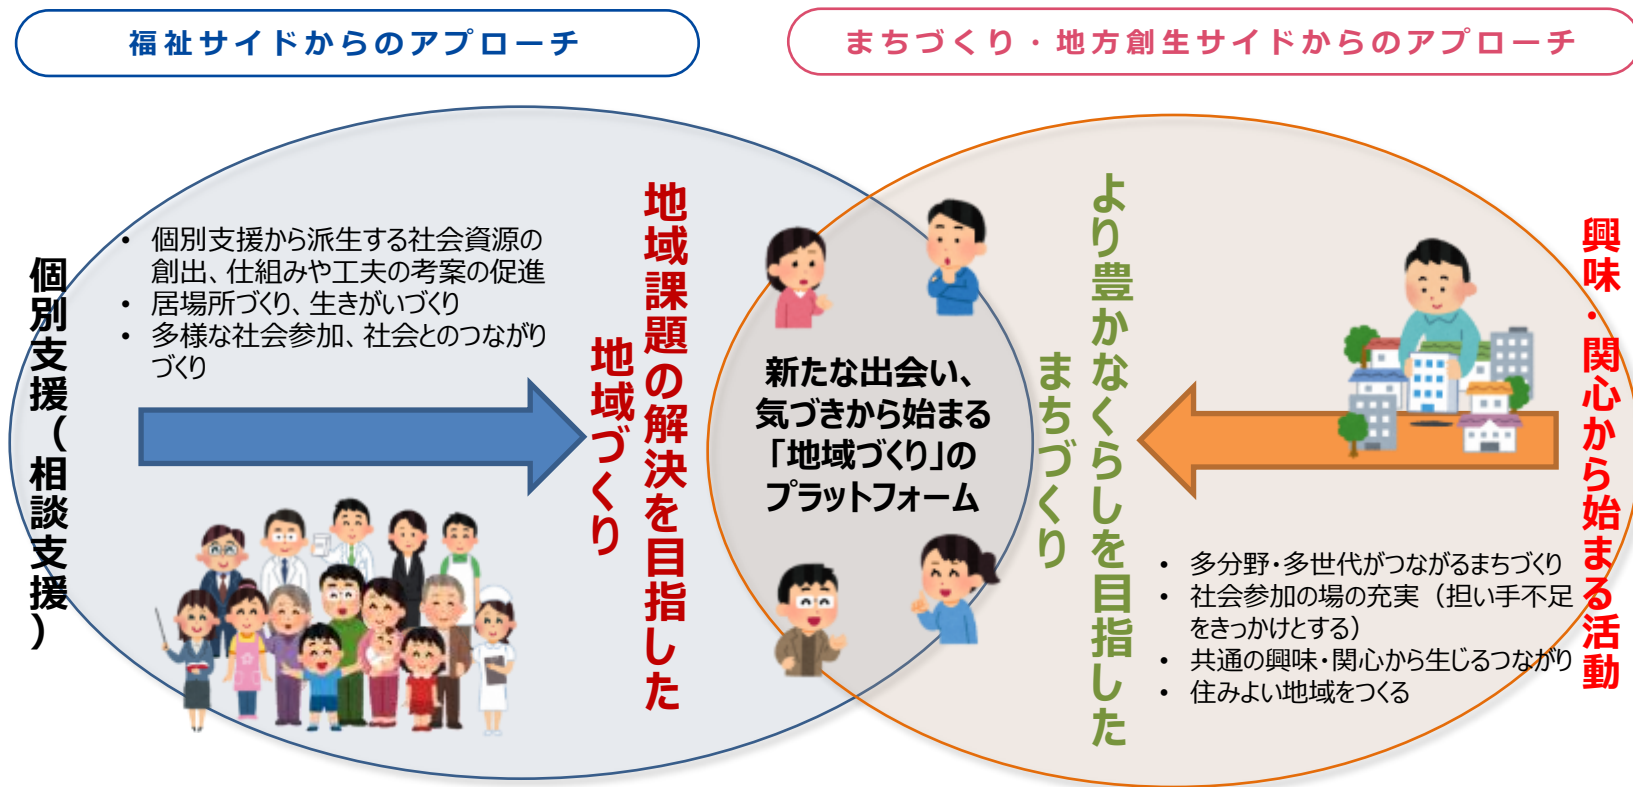 福祉サイドからのアプローチ
まちづくり・地方創生サイドからのアプローチ
個別支援(相談支援)
• 個別支援から派生する社会資源の
創出、仕組みや工夫の考案の促進
• 居場所づくり、生きがいづくり
• 多様な社会参加、社会とのつながり
づくり
地域課題の解決を目指した
地域づくり
新たな出会い、
気づきから始まる
「地域づくり」の
プラットフォーム
より豊かなくらしを目指した
まちづくり
興味・関心から始まる活動
• 多分野・多世代がつながるまちづくり
• 社会参加の場の充実（担い手不足
をきっかけとする）
• 共通の興味・関心から生じるつながり
• 住みよい地域をつくる